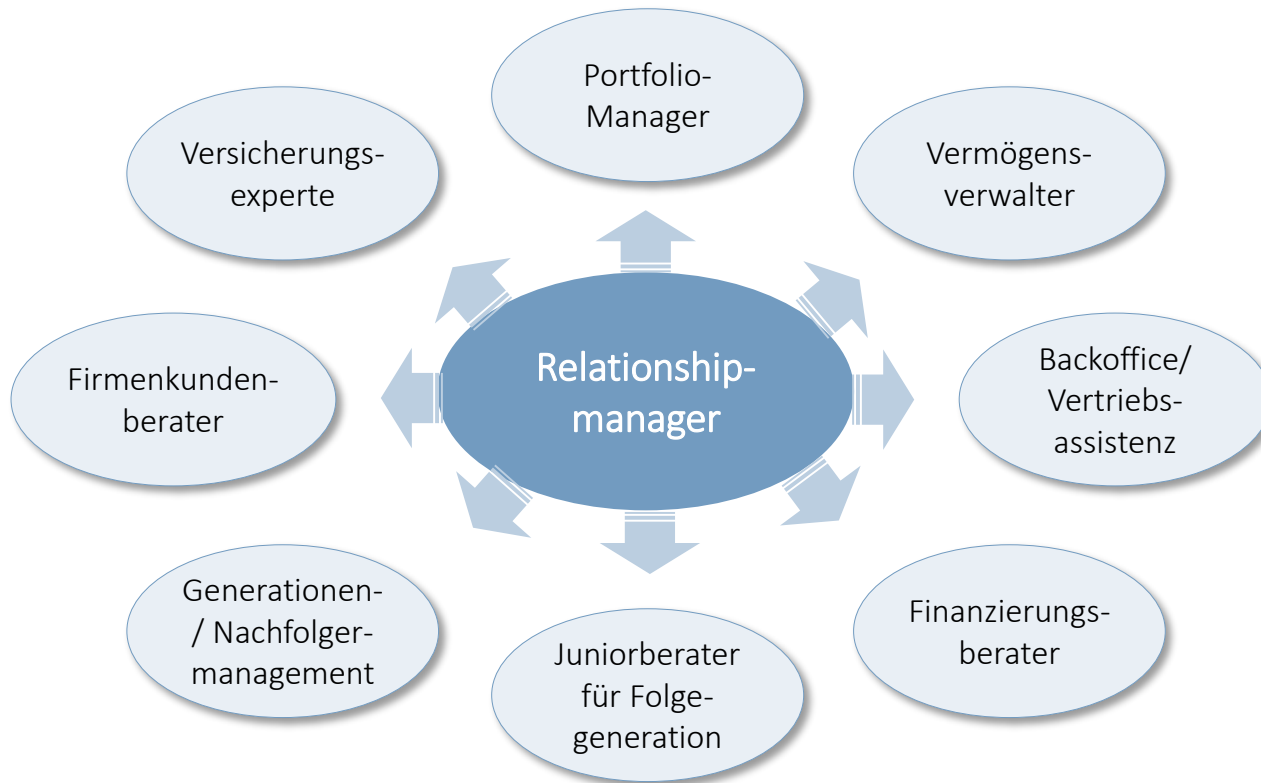 Portfolio-
Manager
Versicherungs-
experte
Vermögens-
verwalter
Relationship-
manager
Firmenkunden-
berater
Backoffice/
Vertriebs-
assistenz
Generationen-
/ Nachfolger-
management
Juniorberater
für Folge-
generation
Finanzierungs-
berater